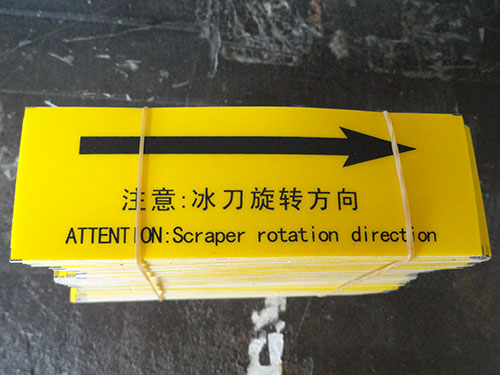 注意:冰刀旋转方向
ATTENTION:Scraper rotation direction